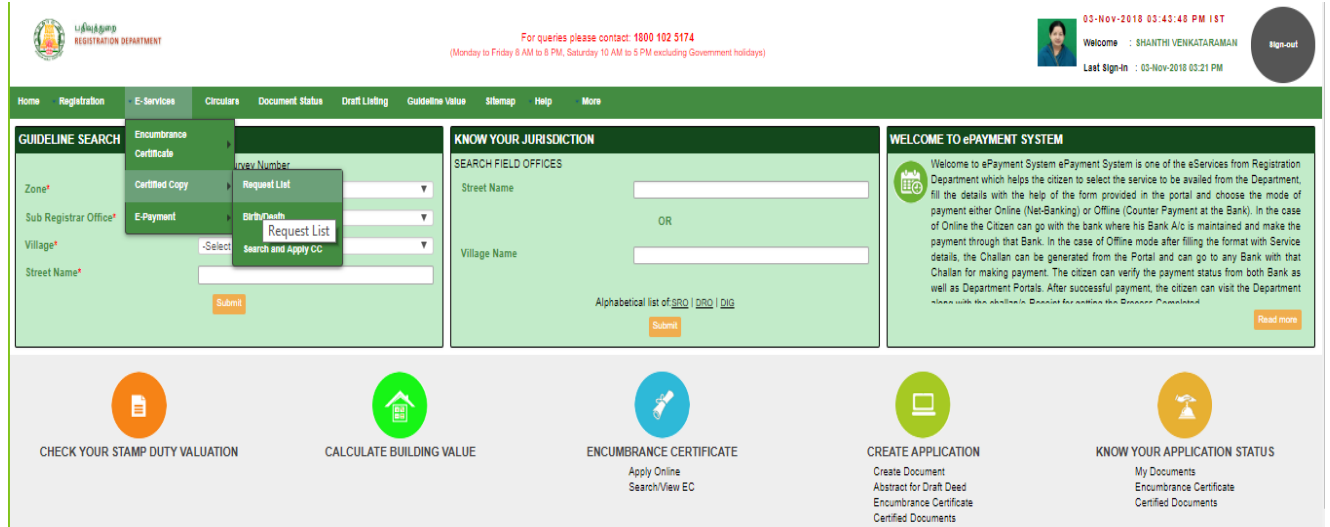 பதிவுத்துறை
REGISTRATION DEPARTMENT
For queries please contact: 1800 102 5174
(Monday to Friday 8 AM to 8 PM, Saturday 10 AM to 5 PM excluding Government holidays)
03-Nov-2018 03:43:48 PM IST
Welcome : SHANTHI VENKATARAMAN
Last Sign-In : 03-Nov-2018 03:21 PM
Sign-out
Home Registration E-Services Circulars Document Status Draft Listing Guideline Value Sitemap Help More
Encumbrance
Certificate
Certified Copy
E-Payment
Request List
Birth/Death
Request List
Search and Apply CC
GUIDELINE SEARCH
Survey Number
Zone*
Sub Registrar Office*
Village*
-Select
Street Name*
Submit
KNOW YOUR JURISDICTION
SEARCH FIELD OFFICES
Street Name
OR
Village Name
Alphabetical list of:SRO | DRO | DIG
Submit
WELCOME TO ePAYMENT SYSTEM
Welcome to ePayment System ePayment System is one of the eServices from Registration
Department which helps the citizen to select the service to be availed from the Department,
fill the details with the help of the form provided in the portal and choose the mode of
payment either Online (Net-Banking) or Offline (Counter Payment at the Bank). In the case
of Online the Citizen can go with the bank where his Bank A/c is maintained and make the
payment through that Bank. In the case of Offline mode after filling the format with Service
details, the Challan can be generated from the Portal and can go to any Bank with that
Challan for making payment. The citizen can verify the payment status from both Bank as
well as Department Portals. After successful payment, the citizen can visit the Department
along with the challan/e-Receipt for getting the Process Completed
Read more
CHECK YOUR STAMP DUTY VALUATION
CALCULATE BUILDING VALUE
ENCUMBRANCE CERTIFICATE
Apply Online
Search/View EC
CREATE APPLICATION
Create Document
Abstract for Draft Deed
Encumbrance Certificate
Certified Documents
KNOW YOUR APPLICATION STATUS
My Documents
Encumbrance Certificate
Certified Documents